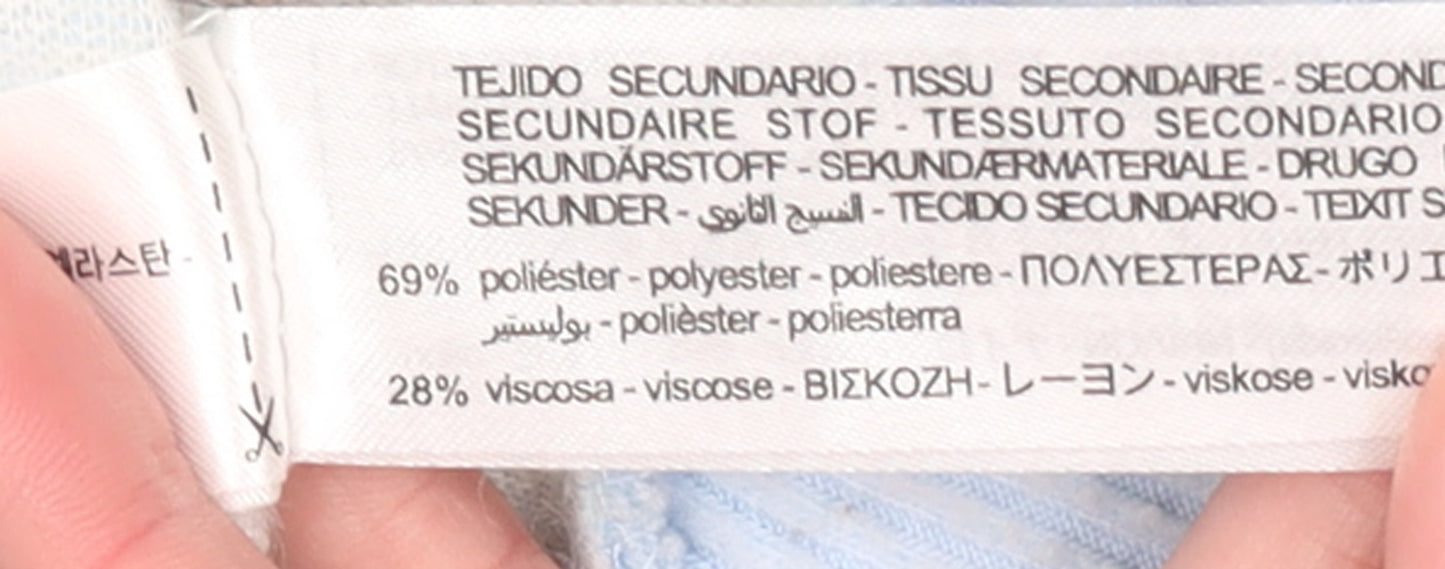 TEJIDO SECUNDARIO - TISSU SECONDAIRE - SECOND
SECUNDAIRE STOF - TESSUTO SECONDARIO
SEKUNDÄRSTOFF - SEKUNDÆRMATERIALE - DRUGO
SEKUNDER - النسيج الثانوي - TECIDO SECUNDARIO - TEIXIT S
라스탄 -
69% poliéster - polyester - poliestere - ΠΟΛΥΕΣΤΕΡΑΣ - ポリエ
بوليستير - polièster - poliesterra
28% viscosa - viscose - ΒΙΣΚΟΖΗ - レーヨン - viskose - visko